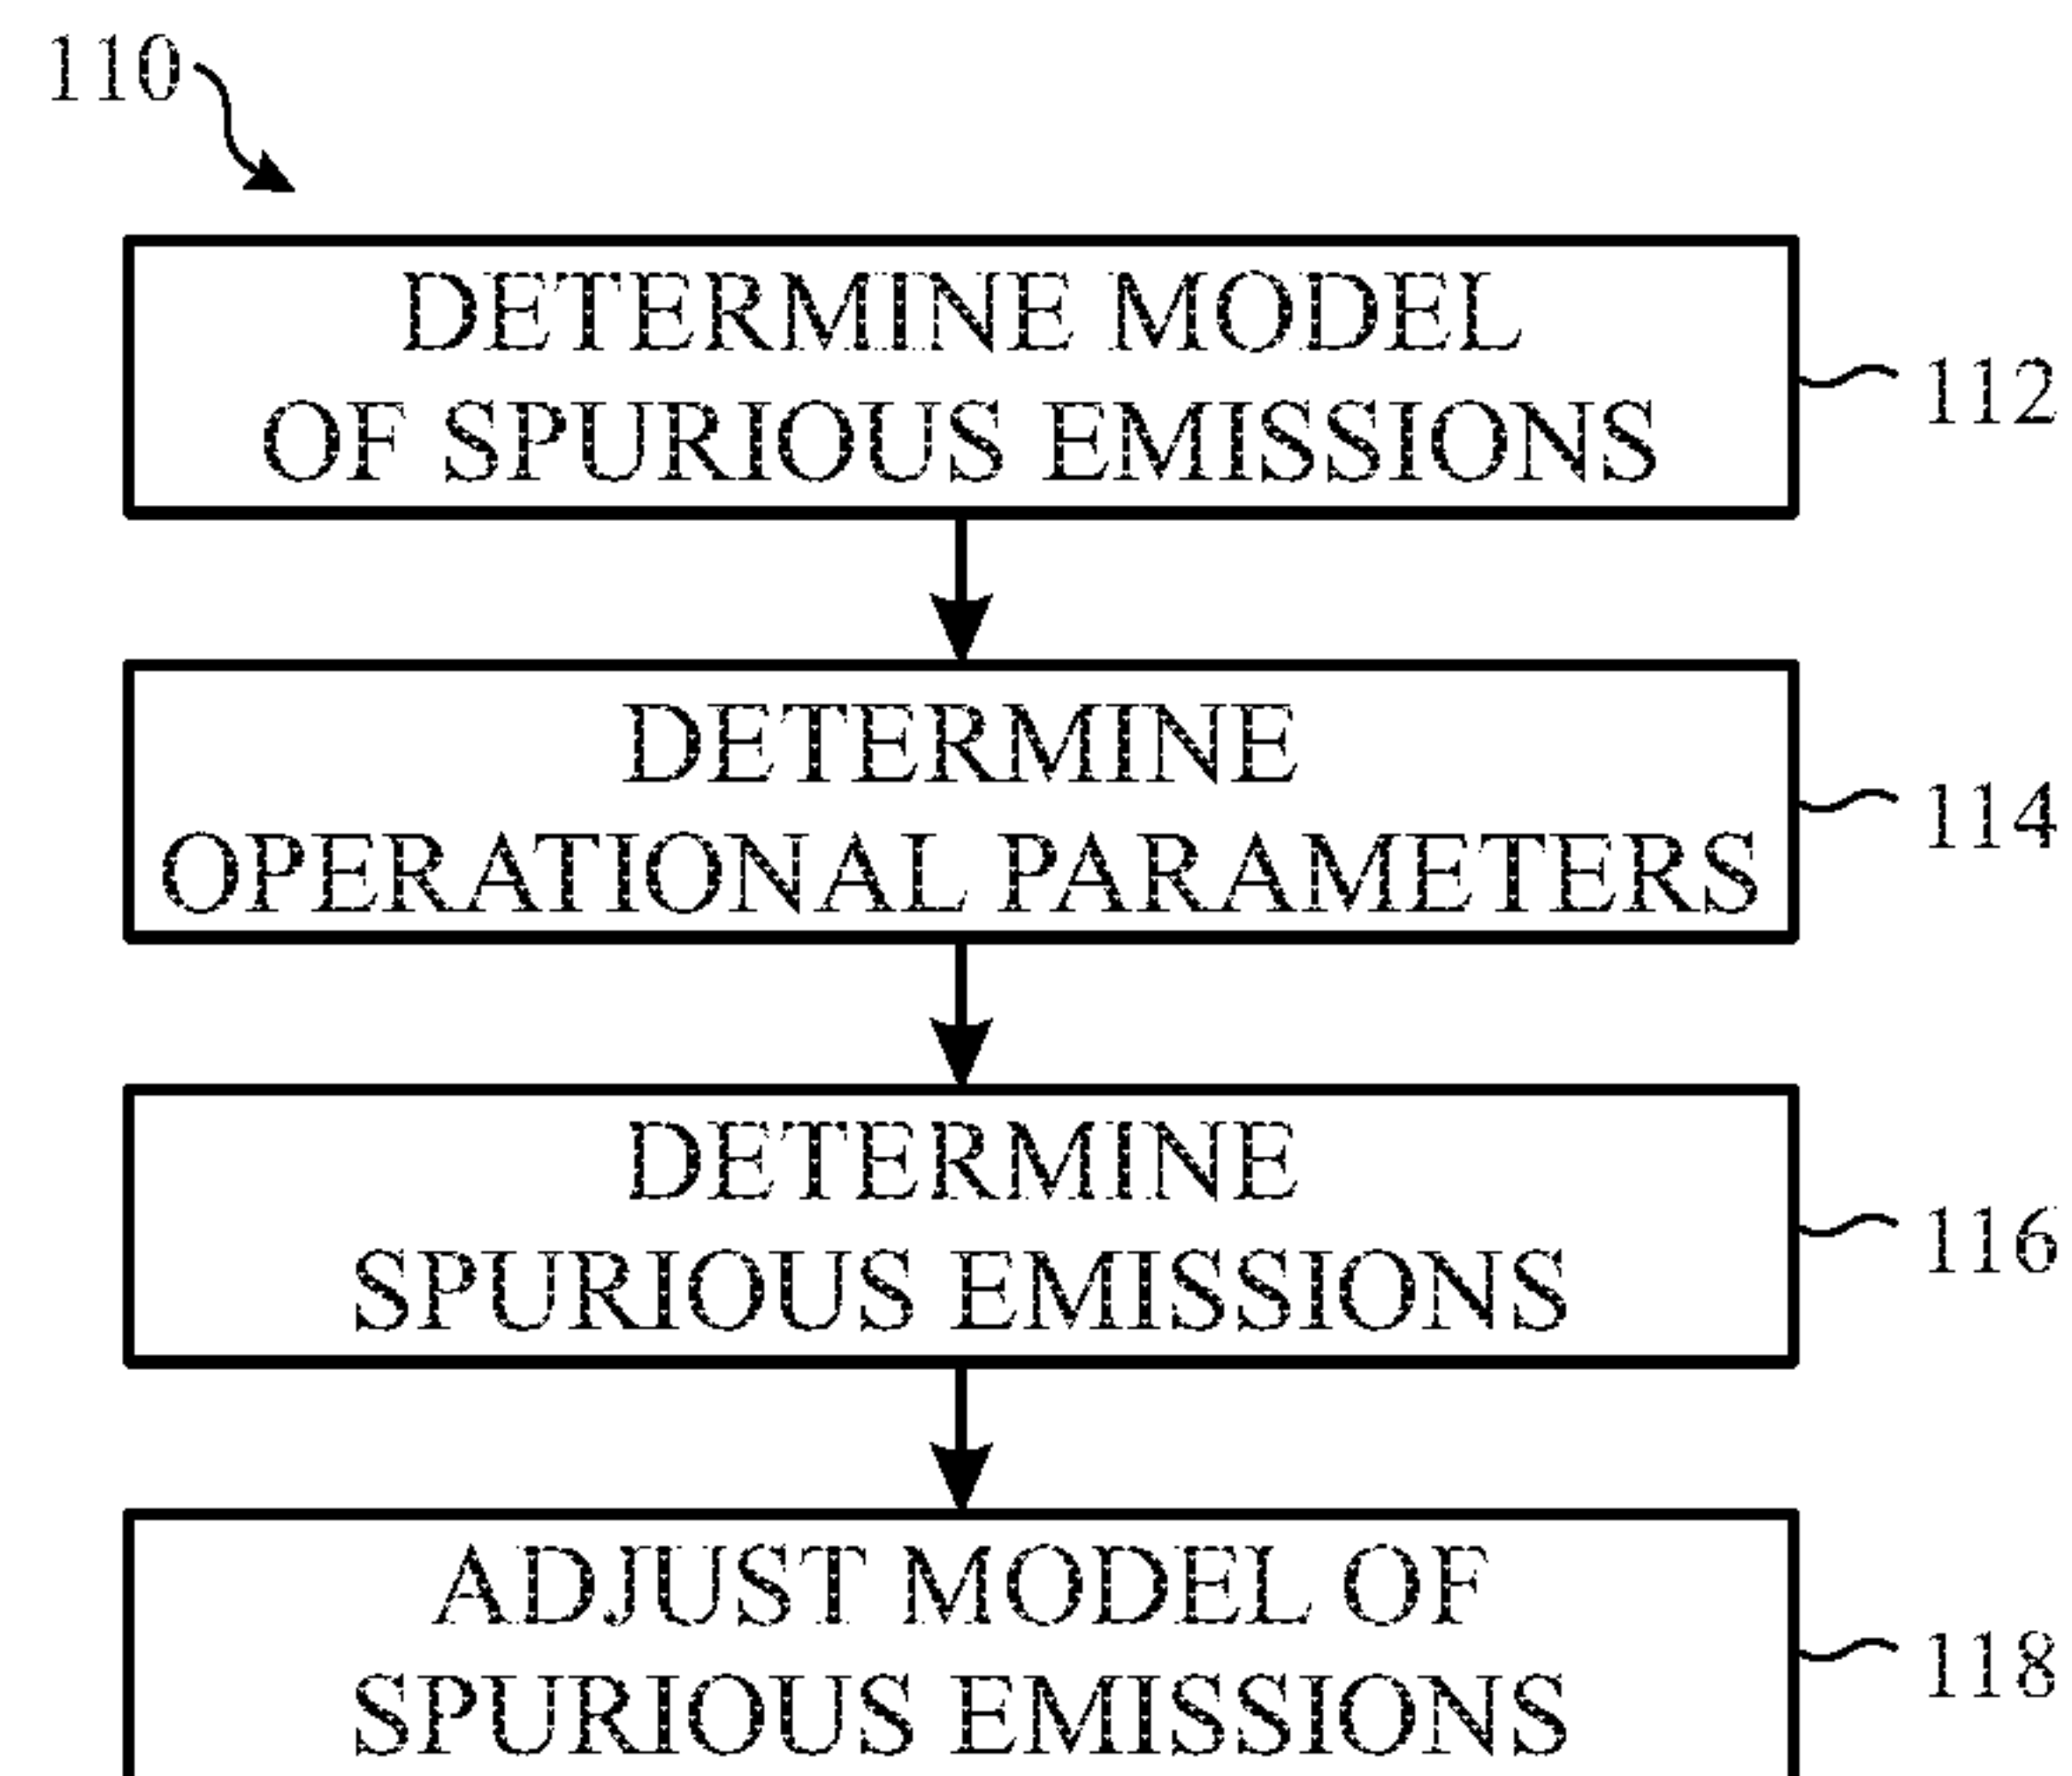 110
DETERMINE MODEL
OF SPURIOUS EMISSIONS
112
DETERMINE
OPERATIONAL PARAMETERS
114
DETERMINE
SPURIOUS EMISSIONS
116
ADJUST MODEL OF
SPURIOUS EMISSIONS
118